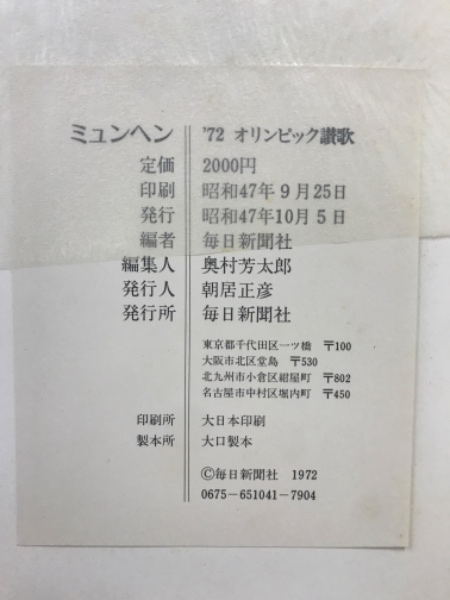 ミュンヘン '72 オリンピック讃歌
定価 2000円
印刷 昭和47年9月25日
発行 昭和47年10月5日
編者 毎日新聞社
編集人 奥村芳太郎
発行人 朝居正彦
発行所 毎日新聞社
東京都千代田区一ツ橋 〒100
大阪市北区堂島 〒530
北九州市小倉区紺屋町 〒802
名古屋市中村区堀内町 〒450
印刷所 大日本印刷
製本所 大口製本
©毎日新聞社 1972
0675-651041-7904